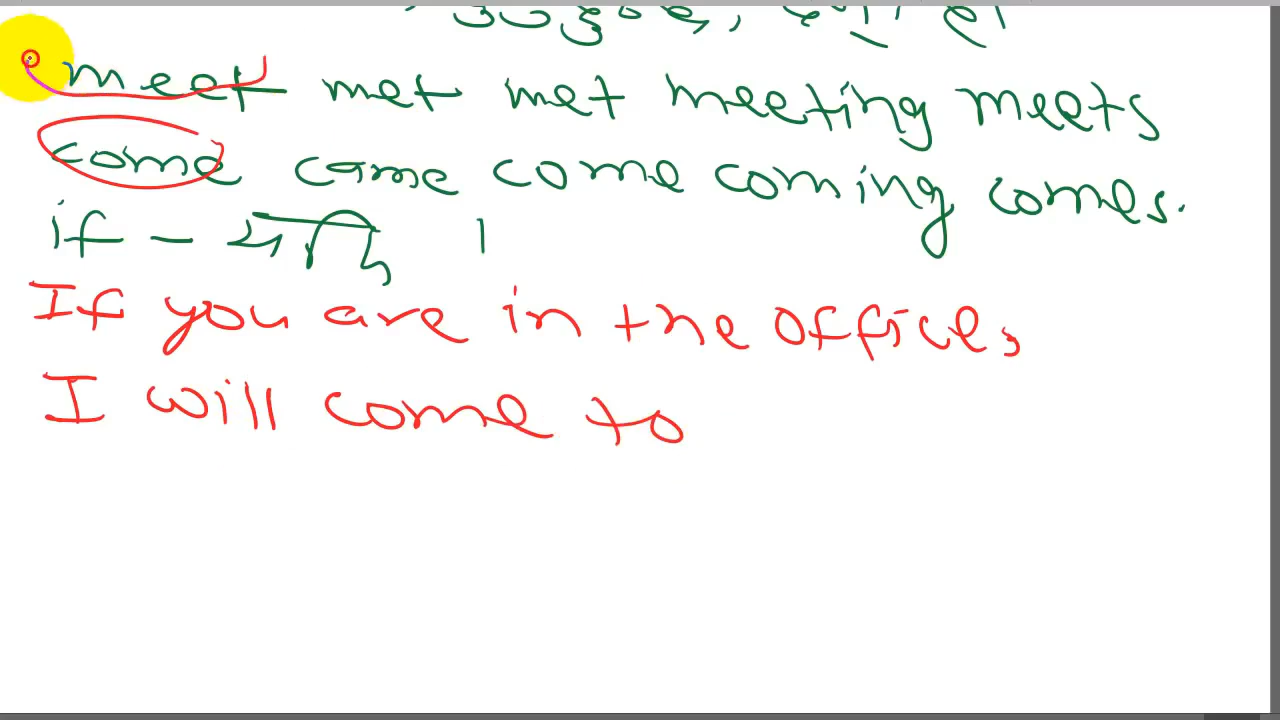 meet met met meeting meets
come came come coming comes.
if –
If you are in the office,
I will come to